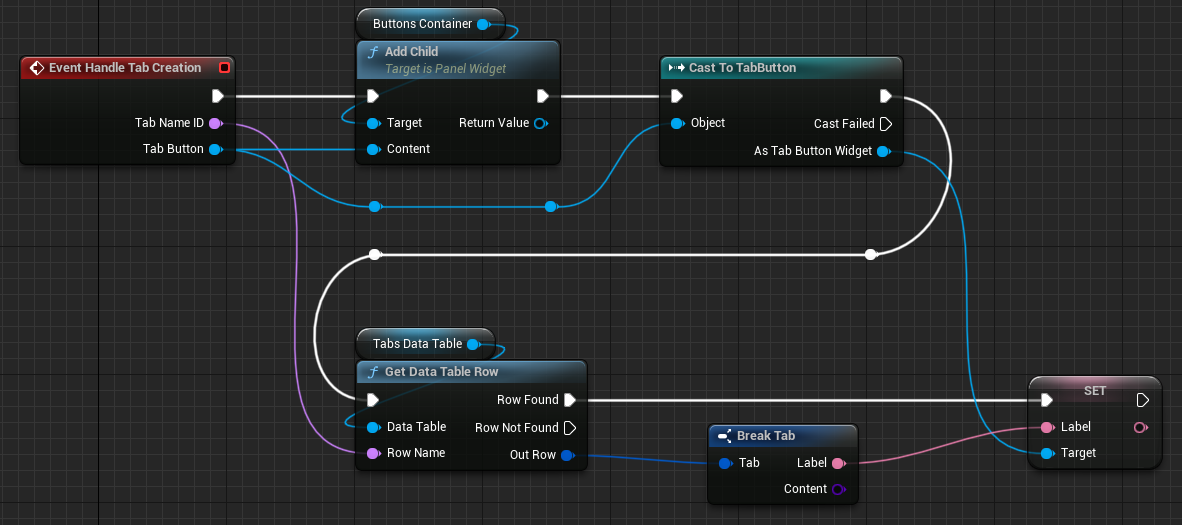 Buttons Container
Event Handle Tab Creation
Tab Name ID
Tab Button
Add Child
Target is Panel Widget
Target
Return Value
Content
Cast To TabButton
Object
Cast Failed
As Tab Button Widget
Tabs Data Table
Get Data Table Row
Row Found
Data Table
Row Not Found
Row Name
Out Row
Break Tab
Tab
Label
Content
SET
Label
Target